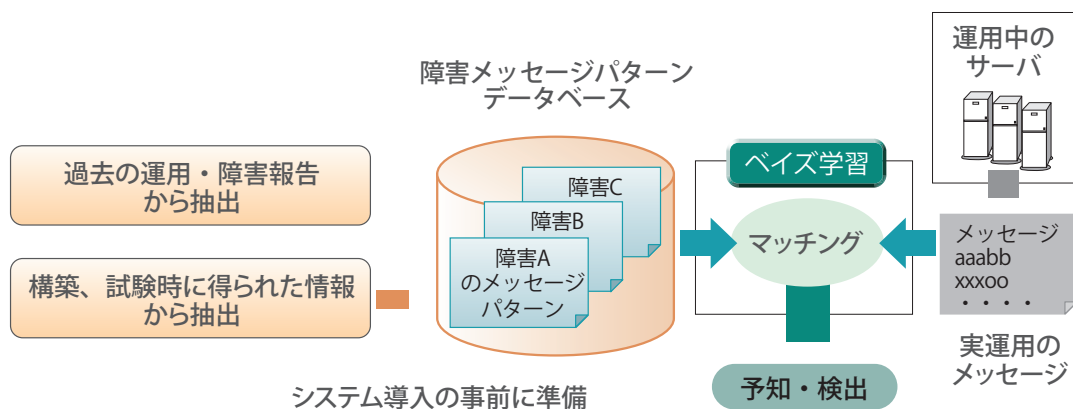 過去の運用・障害報告
から抽出
構築、試験時に得られた情報
から抽出
障害メッセージパターン
データベース
障害C
障害B
障害A
のメッセージ
パターン
システム導入の事前に準備
ベイズ学習
マッチング
予知・検出
運用中の
サーバ
メッセージ
aaabb
xxxoo
・・・・
実運用の
メッセージ